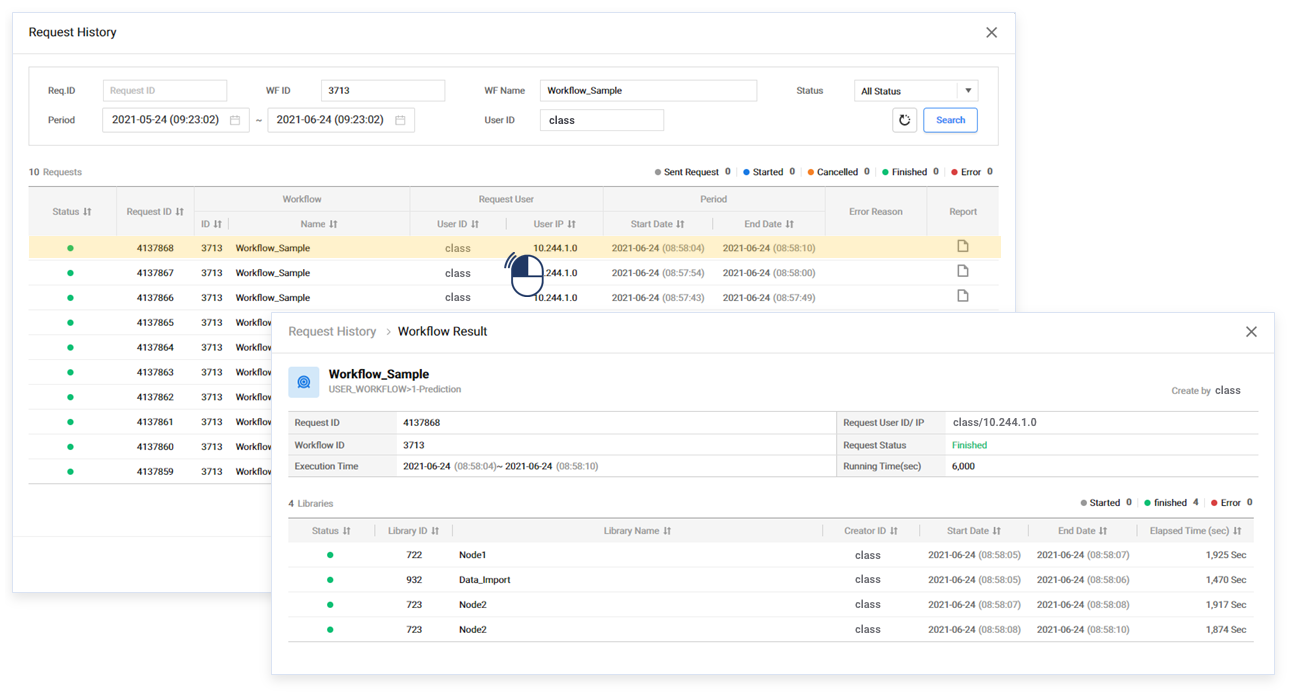 Request History
Req.ID Request ID WF ID 3713 WF Name Workflow_Sample Status All Status
Period 2021-05-24 (09:23:02) ~ 2021-06-24 (09:23:02) User ID class Search
10 Requests Sent Request 0 Started 0 Cancelled 0 Finished 0 Error 0
Status Request ID Workflow Request User Period Error Reason Report
ID Name User ID User IP Start Date End Date
4137868 3713 Workflow_Sample class 10.244.1.0 2021-06-24 (08:58:04) 2021-06-24 (08:58:10)
4137867 3713 Workflow_Sample class .244.1.0 2021-06-24 (08:57:54) 2021-06-24 (08:58:00)
4137866 3713 Workflow_Sample class 10.244.1.0 2021-06-24 (08:57:43) 2021-06-24 (08:57:49)
4137865 3713 Workflow
4137864 3713 Workflow
4137863 3713 Workflow
4137862 3713 Workflow
4137861 3713 Workflow
4137860 3713 Workflow
4137859 3713 Workflow
Request History > Workflow Result
Workflow_Sample
USER_WORKFLOW>1-Prediction
Create by class
Request ID 4137868 Request User ID/ IP class/10.244.1.0
Workflow ID 3713 Request Status Finished
Execution Time 2021-06-24 (08:58:04)~ 2021-06-24 (08:58:10) Running Time(sec) 6,000
4 Libraries Started 0 finished 4 Error 0
Status Library ID Library Name Creator ID Start Date End Date Elapsed Time (sec)
722 Node1 class 2021-06-24 (08:58:05) 2021-06-24 (08:58:07) 1,925 Sec
932 Data_Import class 2021-06-24 (08:58:05) 2021-06-24 (08:58:06) 1,470 Sec
723 Node2 class 2021-06-24 (08:58:07) 2021-06-24 (08:58:08) 1,917 Sec
723 Node2 class 2021-06-24 (08:58:08) 2021-06-24 (08:58:10) 1,874 Sec